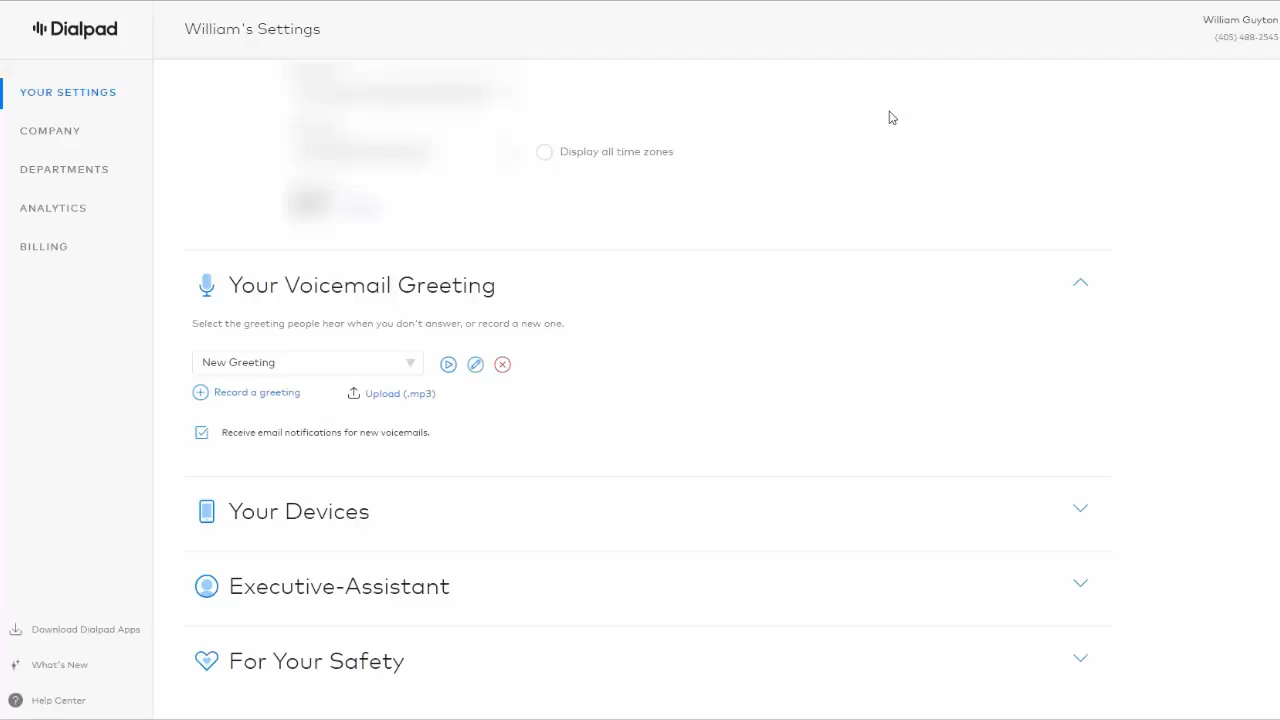 Dialpad
William's Settings
William Guyton
(405) 488-2545
YOUR SETTINGS
COMPANY
DEPARTMENTS
ANALYTICS
BILLING
Display all time zones
Your Voicemail Greeting
Select the greeting people hear when you don't answer, or record a new one.
New Greeting
Record a greeting
Upload (.mp3)
Receive email notifications for new voicemails.
Your Devices
Executive-Assistant
For Your Safety
Download Dialpad Apps
What's New
Help Center